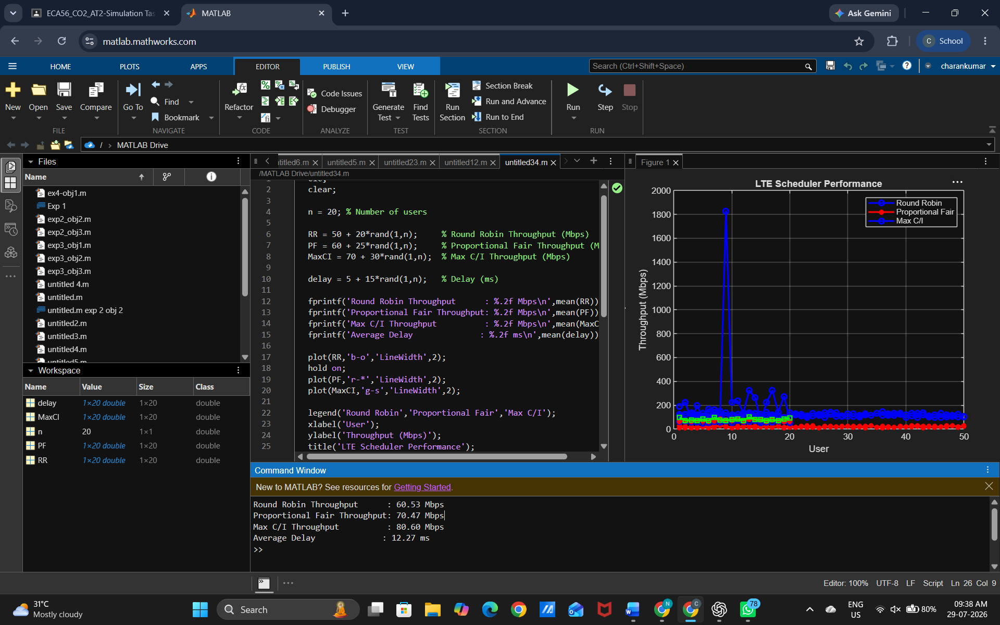 ECA56_CO2_AT2-Simulation Tas
MATLAB
Ask Gemini
matlab.mathworks.com
C School
HOME PLOTS APPS EDITOR PUBLISH VIEW
Search (Ctrl+Shift+Space)
charankumar
New Open Save Compare
Go To
Find
Bookmark
Refactor
Code Issues
Debugger
Generate Test
Find Tests
Run Section
Section Break
Run and Advance
Run to End
Run Step Stop
FILE NAVIGATE CODE ANALYZE TEST SECTION RUN
/ › MATLAB Drive
Files
Name
ex4-obj1.m
Exp 1
exp2_obj2.m
exp2_obj3.m
exp3_obj1.m
exp3_obj2.m
exp3_obj3.m
untitled 4.m
untitled.m
untitled.m exp 2 obj 2
untitled2.m
untitled3.m
untitled4.m
untitled5.m
Workspace
Name Value Size Class
delay 1×20 double 1×20 double
MaxCI 1×20 double 1×20 double
n 20 1×1 double
PF 1×20 double 1×20 double
RR 1×20 double 1×20 double
titled6.m untitled5.m untitled23.m untitled12.m untitled34.m
/MATLAB Drive/untitled34.m
2 clear;
3
4 n = 20; % Number of users
5
6 RR = 50 + 20*rand(1,n); % Round Robin Throughput (Mbps)
7 PF = 60 + 25*rand(1,n); % Proportional Fair Throughput (M
8 MaxCI = 70 + 30*rand(1,n); % Max C/I Throughput (Mbps)
9
10 delay = 5 + 15*rand(1,n); % Delay (ms)
11
12 fprintf('Round Robin Throughput : %.2f Mbps\n',mean(RR))
13 fprintf('Proportional Fair Throughput: %.2f Mbps\n',mean(PF))
14 fprintf('Max C/I Throughput : %.2f Mbps\n',mean(MaxC
15 fprintf('Average Delay : %.2f ms\n',mean(delay))
16
17 plot(RR,'b-o','LineWidth',2);
18 hold on;
19 plot(PF,'r-*','LineWidth',2);
20 plot(MaxCI,'g-s','LineWidth',2);
21
22 legend('Round Robin','Proportional Fair','Max C/I');
23 xlabel('User');
24 ylabel('Throughput (Mbps)');
25 title('LTE Scheduler Performance');
Figure 1
LTE Scheduler Performance
Round Robin
Proportional Fair
Max C/I
Throughput (Mbps)
2000
1800
1600
1400
1200
1000
800
600
400
200
0
0 10 20 30 40 50
User
Command Window
New to MATLAB? See resources for Getting Started.
Round Robin Throughput : 60.53 Mbps
Proportional Fair Throughput: 70.47 Mbps
Max C/I Throughput : 80.60 Mbps
Average Delay : 12.27 ms
>>
Editor: 100% UTF-8 LF Script Ln 26 Col 9
31°C
Mostly cloudy
Search
78
ENG
US
80%
09:38 AM
29-07-2026